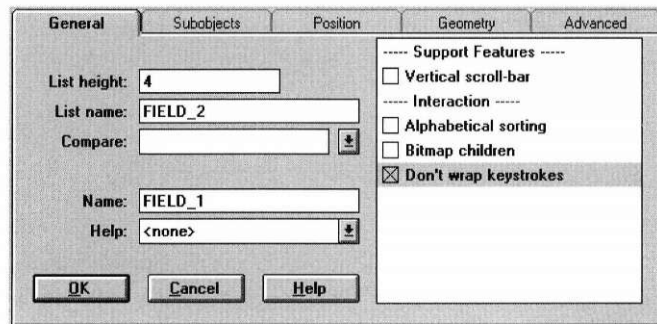 General Subobjects Position Geometry Advanced
List height: 4
List name: FIELD_2
Compare:
Name: FIELD_1
Help: <none>
OK Cancel Help
----- Support Features -----
Vertical scroll-bar
----- Interaction -----
Alphabetical sorting
Bitmap children
Don't wrap keystrokes